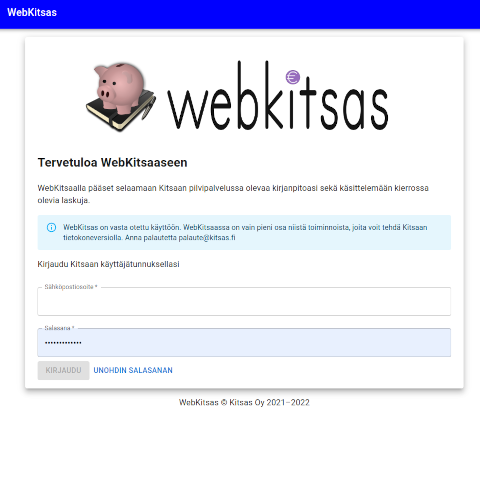 WebKitsas
webkitsas
Tervetuloa WebKitsaaseen
WebKitsaalla pääset selaamaan Kitsaan pilvipalvelussa olevaa kirjanpitoasi sekä käsittelemään kierrossa
olevia laskuja.
WebKitsas on vasta otettu käyttöön. WebKitsaassa on vain pieni osa niistä toiminnoista, joita voit tehdä Kitsaan
tietokoneversiolla. Anna palautetta palaute@kitsas.fi
Kirjaudu Kitsaan käyttäjätunnuksellasi
Sähköpostiosoite *
Salasana *
•••••••••••••
KIRJAUDU UNOHDIN SALASANAN
WebKitsas © Kitsas Oy 2021–2022